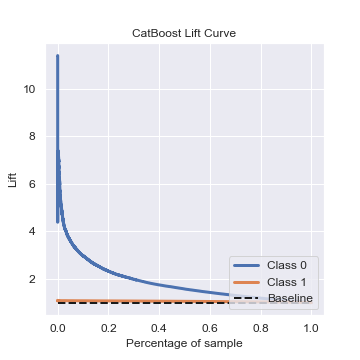 CatBoost Lift Curve
10
8
6
4
2
Lift
Class 0
Class 1
Baseline
0.0 0.2 0.4 0.6 0.8 1.0
Percentage of sample